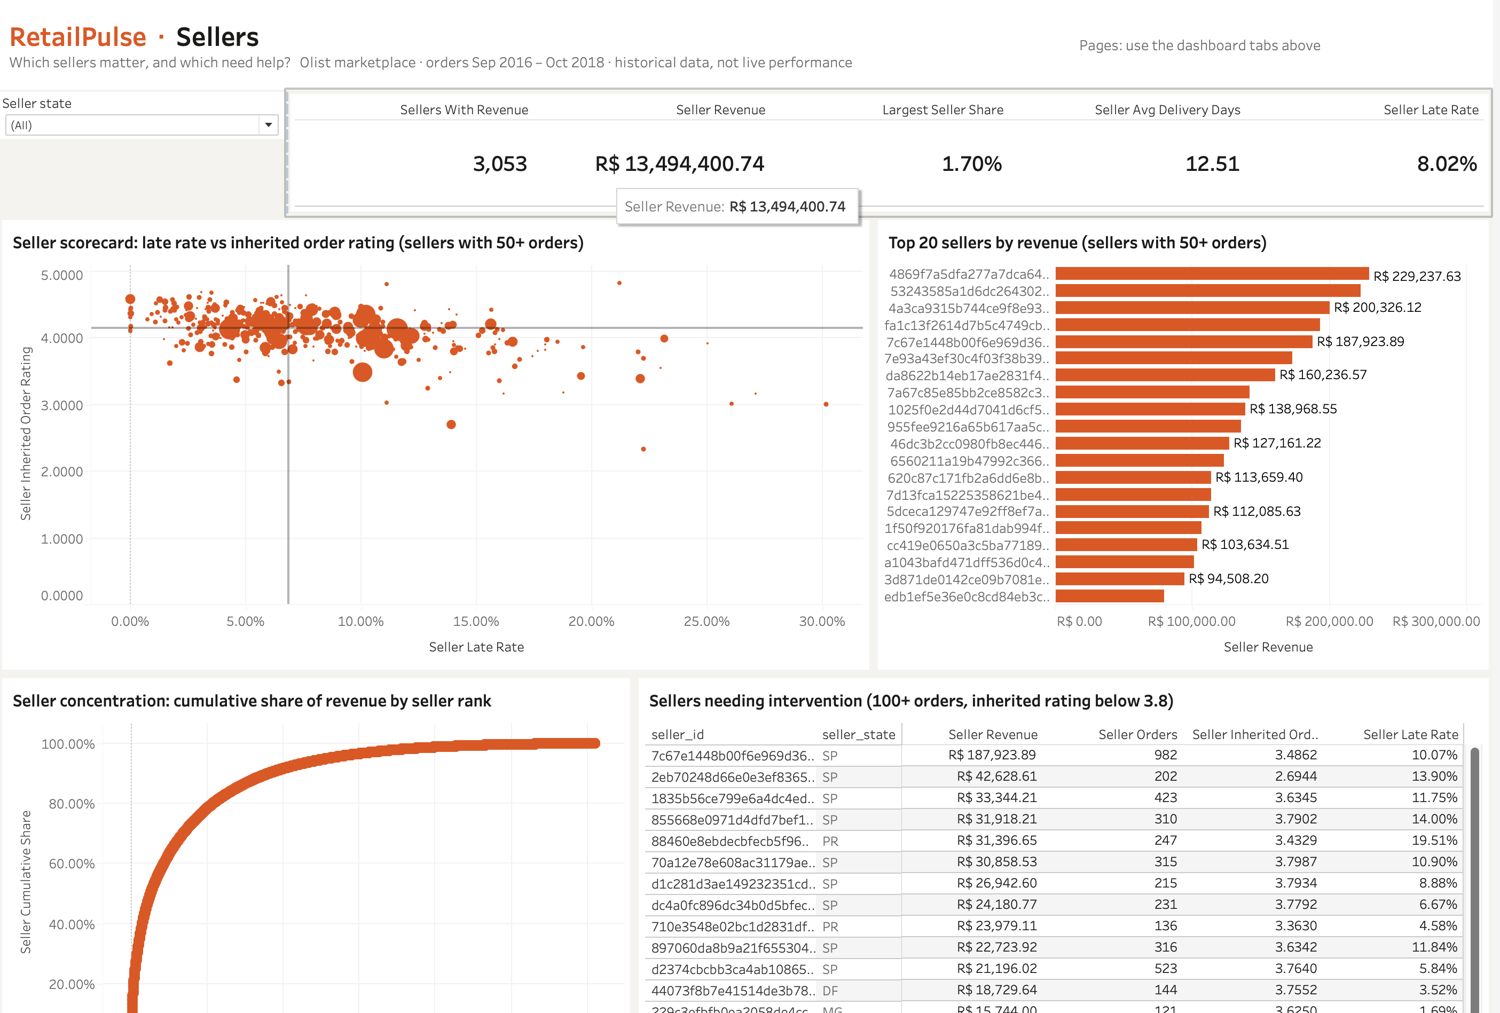 RetailPulse · Sellers
Which sellers matter, and which need help? Olist marketplace · orders Sep 2016 – Oct 2018 · historical data, not live performance
Pages: use the dashboard tabs above
Seller state
(All)
Sellers With Revenue Seller Revenue Largest Seller Share Seller Avg Delivery Days Seller Late Rate
3,053 R$ 13,494,400.74 1.70% 12.51 8.02%
Seller Revenue: R$ 13,494,400.74
Seller scorecard: late rate vs inherited order rating (sellers with 50+ orders)
5.0000
4.0000
3.0000
2.0000
1.0000
0.0000
Seller Inherited Order Rating
0.00% 5.00% 10.00% 15.00% 20.00% 25.00% 30.00%
Seller Late Rate
Top 20 sellers by revenue (sellers with 50+ orders)
4869f7a5dfa277a7dca64.. R$ 229,237.63
53243585a1d6dc264302..
4a3ca9315b744ce9f8e93.. R$ 200,326.12
fa1c13f2614d7b5c4749cb..
7c67e1448b00f6e969d36.. R$ 187,923.89
7e93a43ef30c4f03f38b39..
da8622b14eb17ae2831f4.. R$ 160,236.57
7a67c85e85bb2ce8582c3..
1025f0e2d44d7041d6cf5.. R$ 138,968.55
955fee9216a65b617aa5c..
46dc3b2cc0980fb8ec446.. R$ 127,161.22
6560211a19b47992c366..
620c87c171fb2a6dd6e8b.. R$ 113,659.40
7d13fca15225358621be4..
5dceca129747e92ff8ef7a.. R$ 112,085.63
1f50f920176fa81dab994f..
cc419e0650a3c5ba77189.. R$ 103,634.51
a1043bafd471dff536d0c4..
3d871de0142ce09b7081e.. R$ 94,508.20
edb1ef5e36e0c8cd84eb3c..
R$ 0.00 R$ 100,000.00 R$ 200,000.00 R$ 300,000.00
Seller Revenue
Seller concentration: cumulative share of revenue by seller rank
100.00%
80.00%
60.00%
40.00%
20.00%
Seller Cumulative Share
Sellers needing intervention (100+ orders, inherited rating below 3.8)
seller_id seller_state Seller Revenue Seller Orders Seller Inherited Ord.. Seller Late Rate
7c67e1448b00f6e969d36.. SP R$ 187,923.89 982 3.4862 10.07%
2eb70248d66e0e3ef8365.. SP R$ 42,628.61 202 2.6944 13.90%
1835b56ce799e6a4dc4ed.. SP R$ 33,344.21 423 3.6345 11.75%
855668e0971d4dfd7bef1.. SP R$ 31,918.21 310 3.7902 14.00%
88460e8ebdecbfecb5f96.. PR R$ 31,396.65 247 3.4329 19.51%
70a12e78e608ac31179ae.. SP R$ 30,858.53 315 3.7987 10.90%
d1c281d3ae149232351cd.. SP R$ 26,942.60 215 3.7934 8.88%
dc4a0fc896dc34b0d5bfec.. SP R$ 24,180.77 231 3.7792 6.67%
710e3548e02bc1d2831df.. PR R$ 23,979.11 136 3.3630 4.58%
897060da8b9a21f655304.. SP R$ 22,723.92 316 3.6342 11.84%
d2374cbcbb3ca4ab10865.. SP R$ 21,196.02 523 3.7640 5.84%
44073f8b7e41514de3b78.. DF R$ 18,729.64 144 3.7552 3.52%
MG R$ 15,744.00 121 3.6250 1.69%